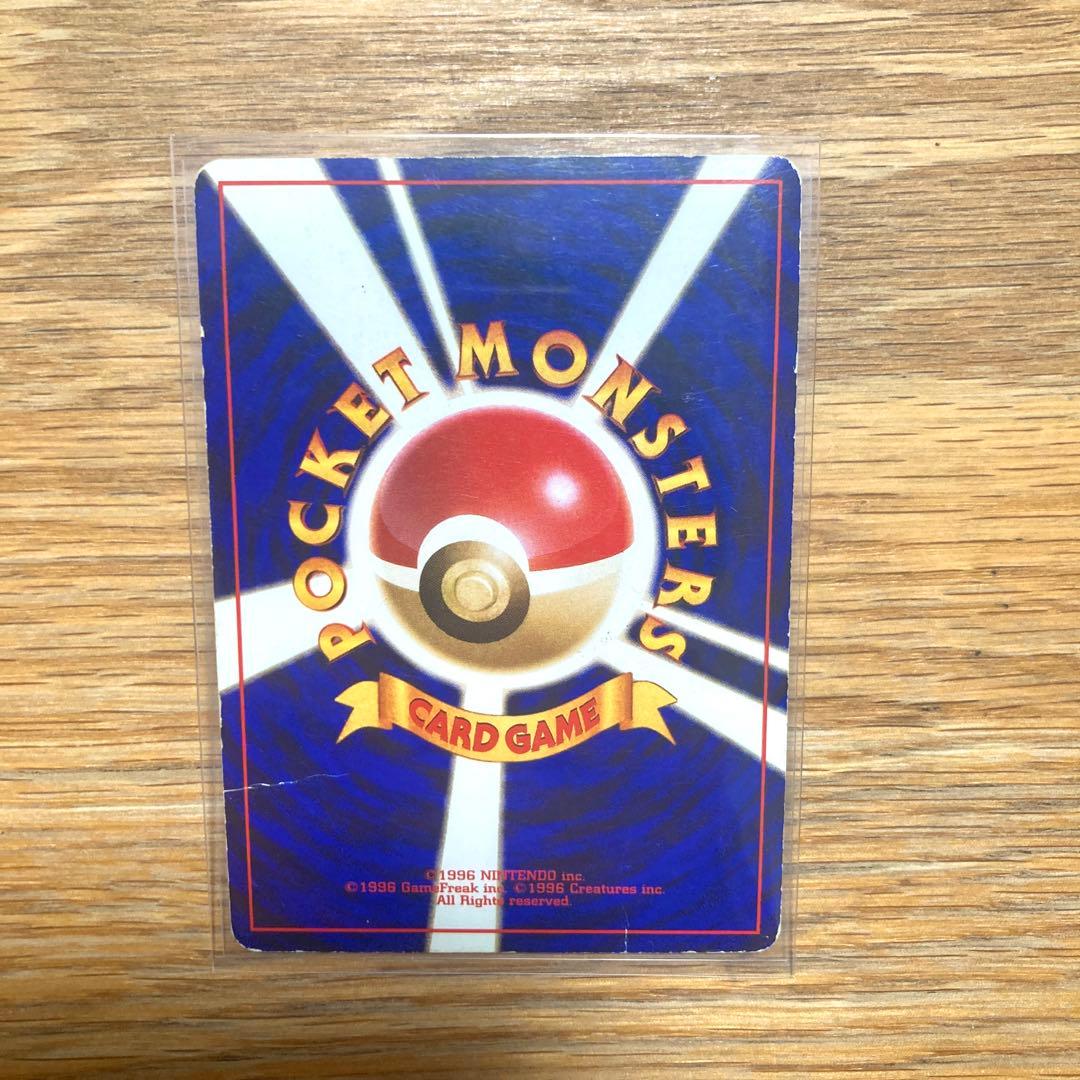 POCKET MONSTERS
CARD GAME
©1996 NINTENDO inc.
©1996 GameFreak inc. ©1996 Creatures inc.
All Rights reserved.